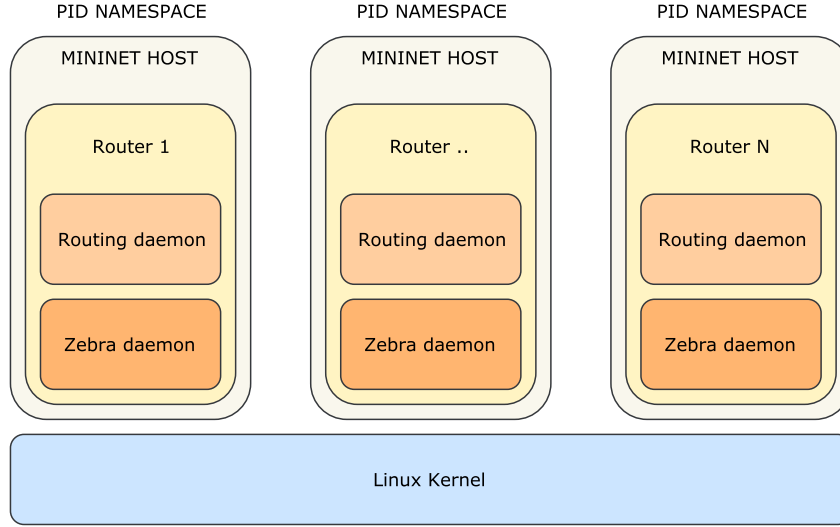 PID NAMESPACE
PID NAMESPACE
PID NAMESPACE
MININET HOST
MININET HOST
MININET HOST
Router 1
Router ..
Router N
Routing daemon
Routing daemon
Routing daemon
Zebra daemon
Zebra daemon
Zebra daemon
Linux Kernel